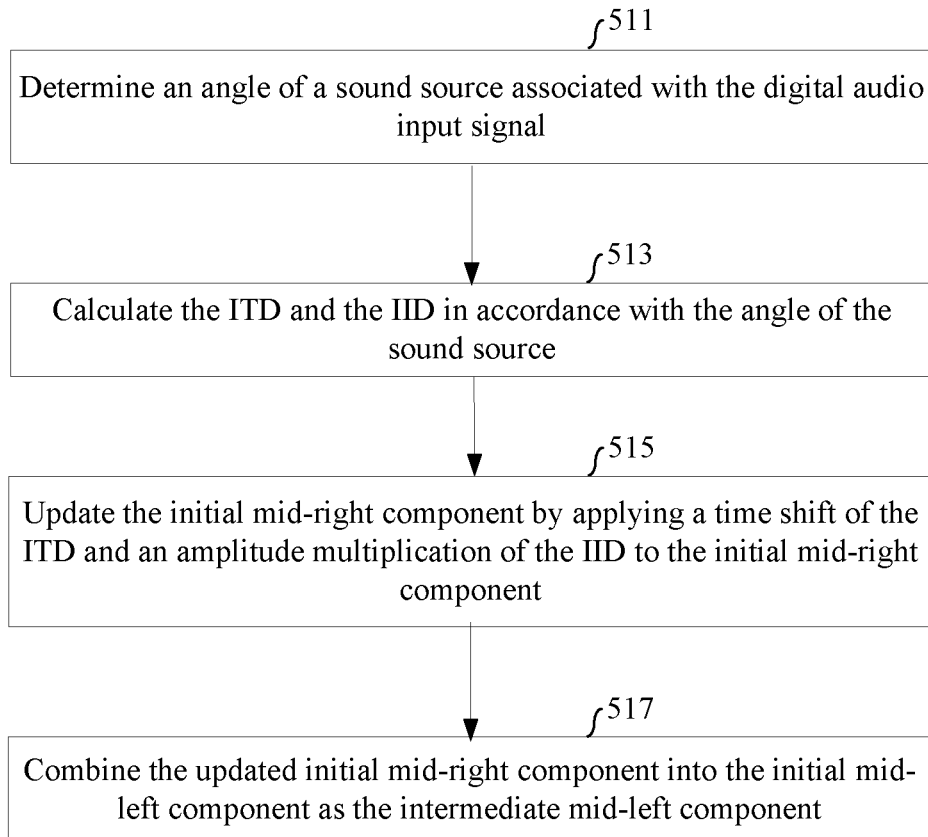 511
Determine an angle of a sound source associated with the digital audio
input signal
513
Calculate the ITD and the IID in accordance with the angle of the
sound source
515
Update the initial mid-right component by applying a time shift of the
ITD and an amplitude multiplication of the IID to the initial mid-right
component
517
Combine the updated initial mid-right component into the initial mid-
left component as the intermediate mid-left component